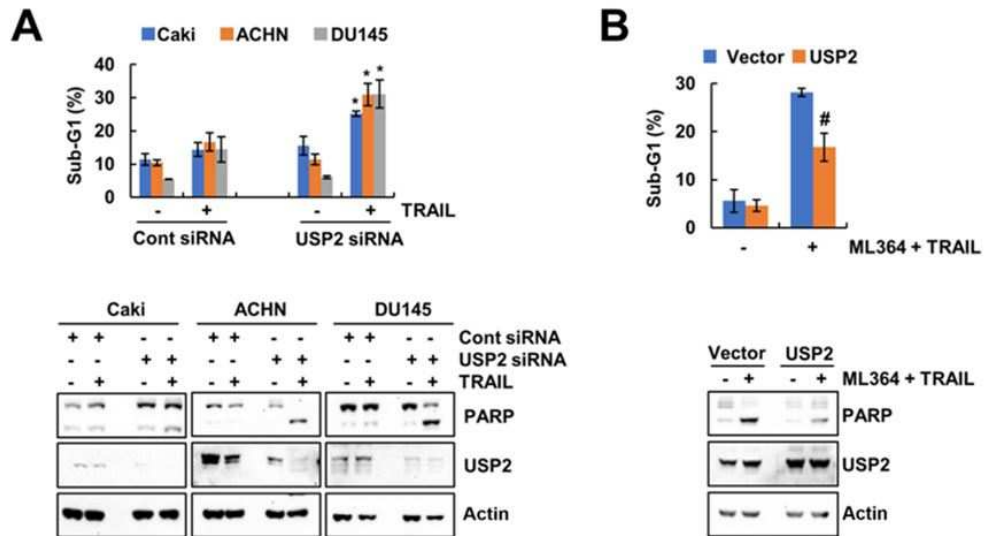 A
Caki ACHN DU145
Sub-G1 (%)
40
30
20
10
0
* * *
- + - + TRAIL
Cont siRNA USP2 siRNA
Caki ACHN DU145
+ + - - + + - - + + - - Cont siRNA
- - + + - - + + - - + + USP2 siRNA
- + - + - + - + - + - + TRAIL
PARP
USP2
Actin
B
Vector USP2
Sub-G1 (%)
30
20
10
0
#
- + ML364 + TRAIL
Vector USP2
- + - + ML364 + TRAIL
PARP
USP2
Actin